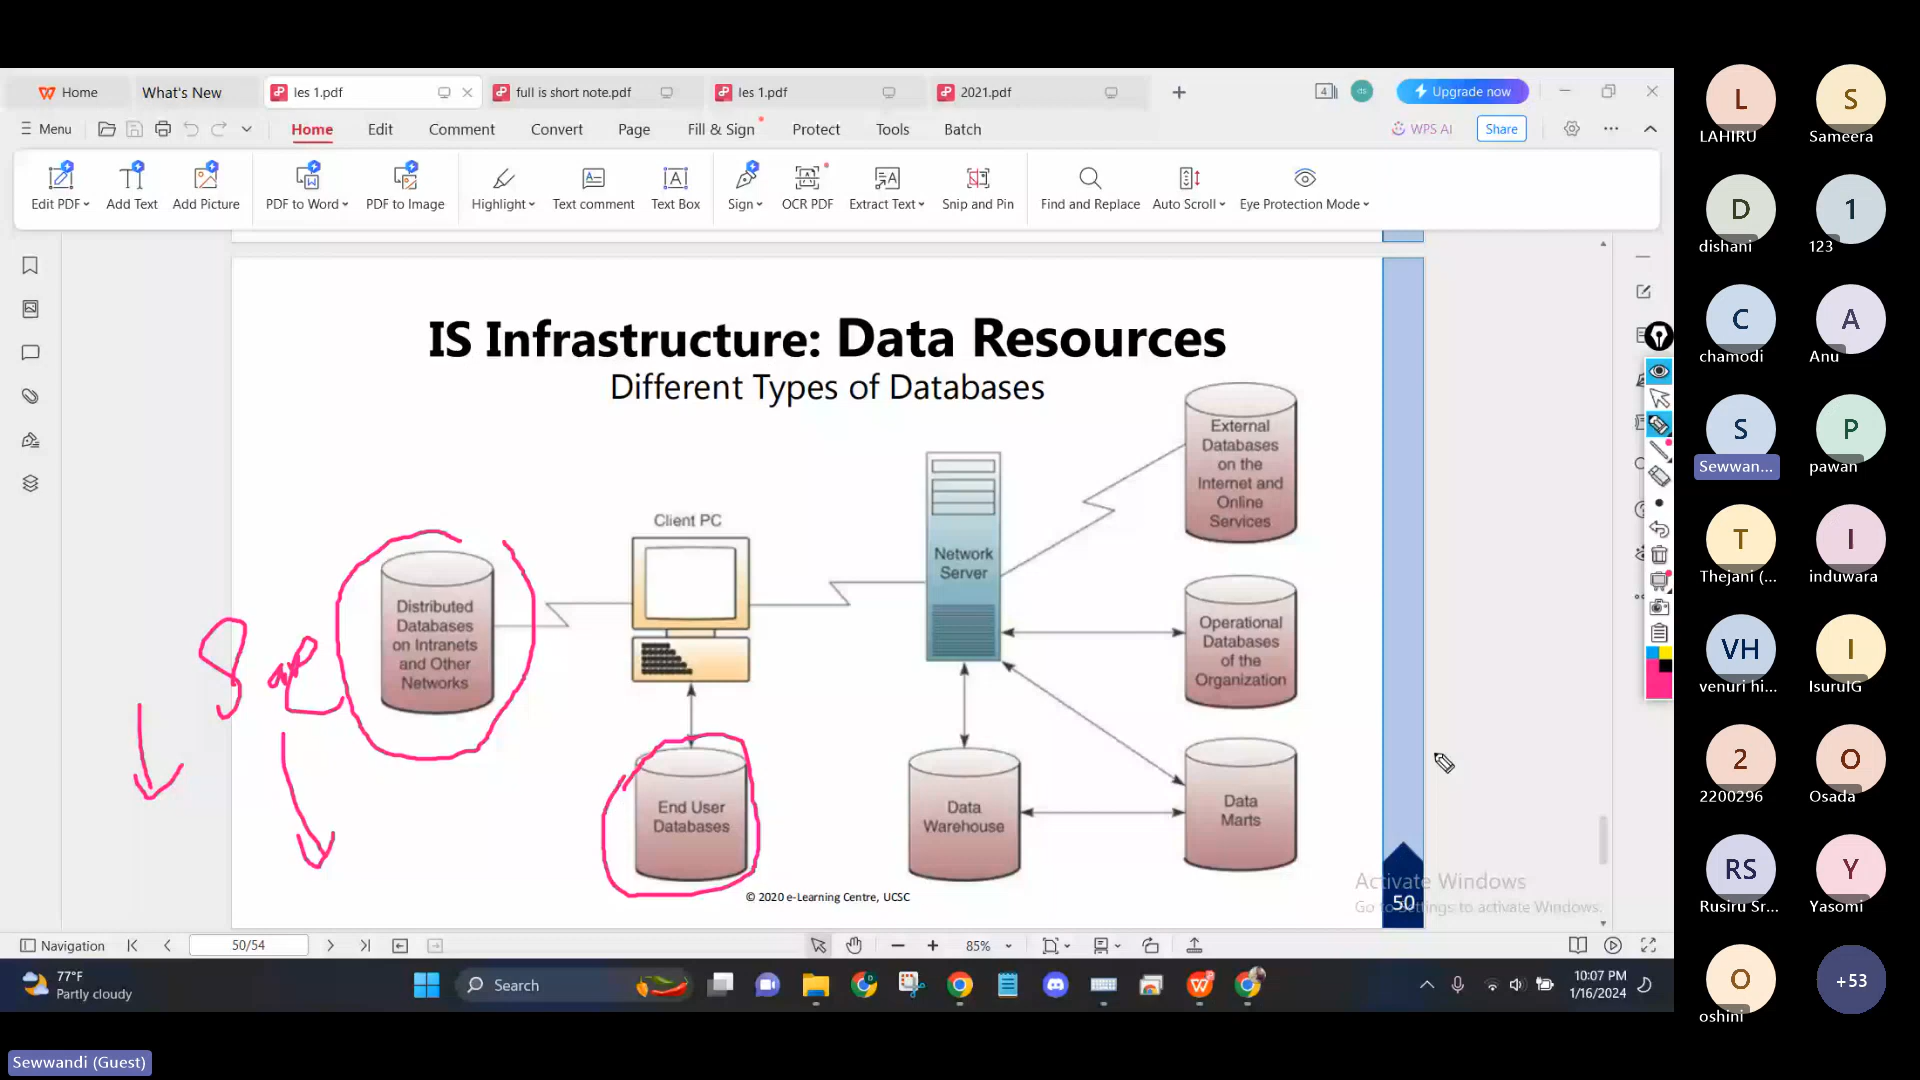 Home
What's New
les 1.pdf
full is short note.pdf
les 1.pdf
2021.pdf
4
Upgrade now
Menu
Home
Edit
Comment
Convert
Page
Fill & Sign
Protect
Tools
Batch
WPS AI
Share
Edit PDF
Add Text
Add Picture
PDF to Word
PDF to Image
Highlight
Text comment
Text Box
Sign
OCR PDF
Extract Text
Snip and Pin
Find and Replace
Auto Scroll
Eye Protection Mode
IS Infrastructure: Data Resources
Different Types of Databases
Distributed
Databases
on Intranets
and Other
Networks
Client PC
End User
Databases
Network
Server
Data
Warehouse
External
Databases
on the
Internet and
Online
Services
Operational
Databases
of the
Organization
Data
Marts
© 2020 e-Learning Centre, UCSC
50
Activate Windows
Go to Settings to activate Windows.
Navigation
50/54
85%
77°F
Partly cloudy
Search
10:07 PM
1/16/2024
L
LAHIRU
S
Sameera
D
dishani
1
123
C
chamodi
A
Anu
S
Sewwan...
P
pawan
T
Thejani (...
I
induwara
VH
venuri hi...
I
IsuruIG
2
2200296
O
Osada
RS
Rusiru Sr...
Y
Yasomi
O
oshini
+53
Sewwandi (Guest)